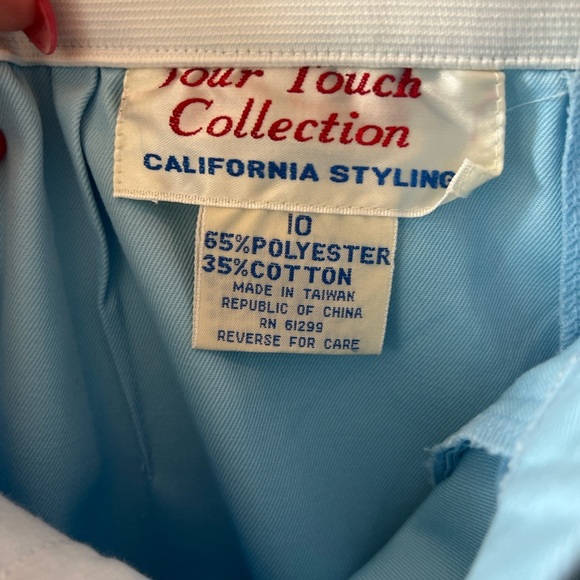 Your Touch
Collection
CALIFORNIA STYLING
10
65%POLYESTER
35%COTTON
MADE IN TAIWAN
REPUBLIC OF CHINA
RN 61299
REVERSE FOR CARE